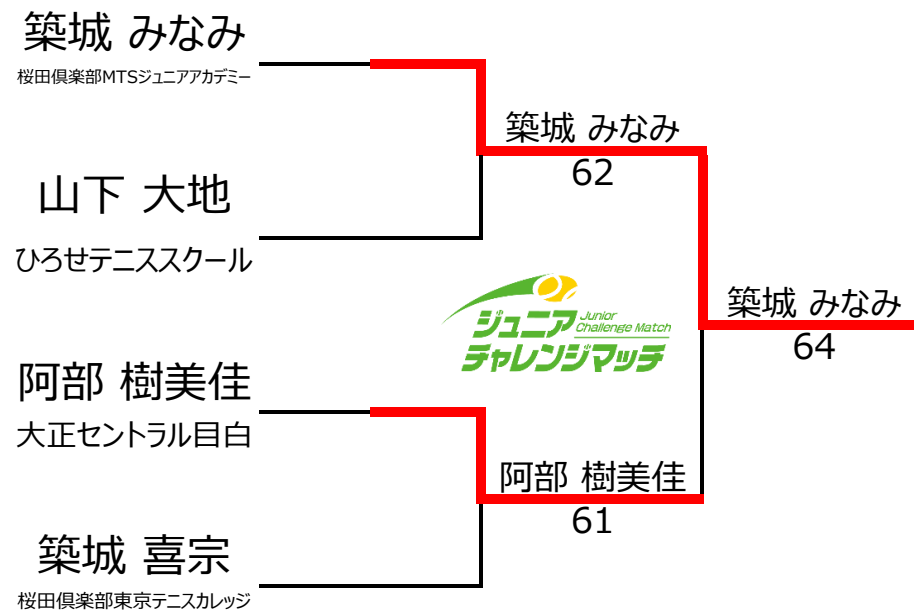 築城 みなみ
桜田倶楽部MTSジュニアアカデミー
築城 みなみ
62
山下 大地
ひろせテニススクール
築城 みなみ
64
ジュニア
Junior
Challenge Match
チャレンジマッチ
阿部 樹美佳
大正セントラル目白
阿部 樹美佳
61
築城 喜宗
桜田倶楽部東京テニスカレッジ